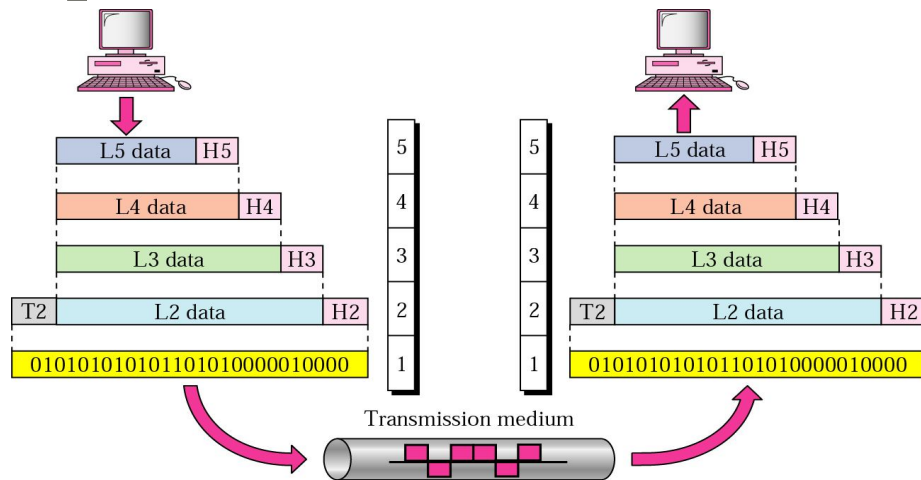 L5 data H5 5 5 L5 data H5
L4 data H4 4 4 L4 data H4
L3 data H3 3 3 L3 data H3
T2 L2 data H2 2 2 T2 L2 data H2
010101010101101010000010000 1 1 010101010101101010000010000
Transmission medium